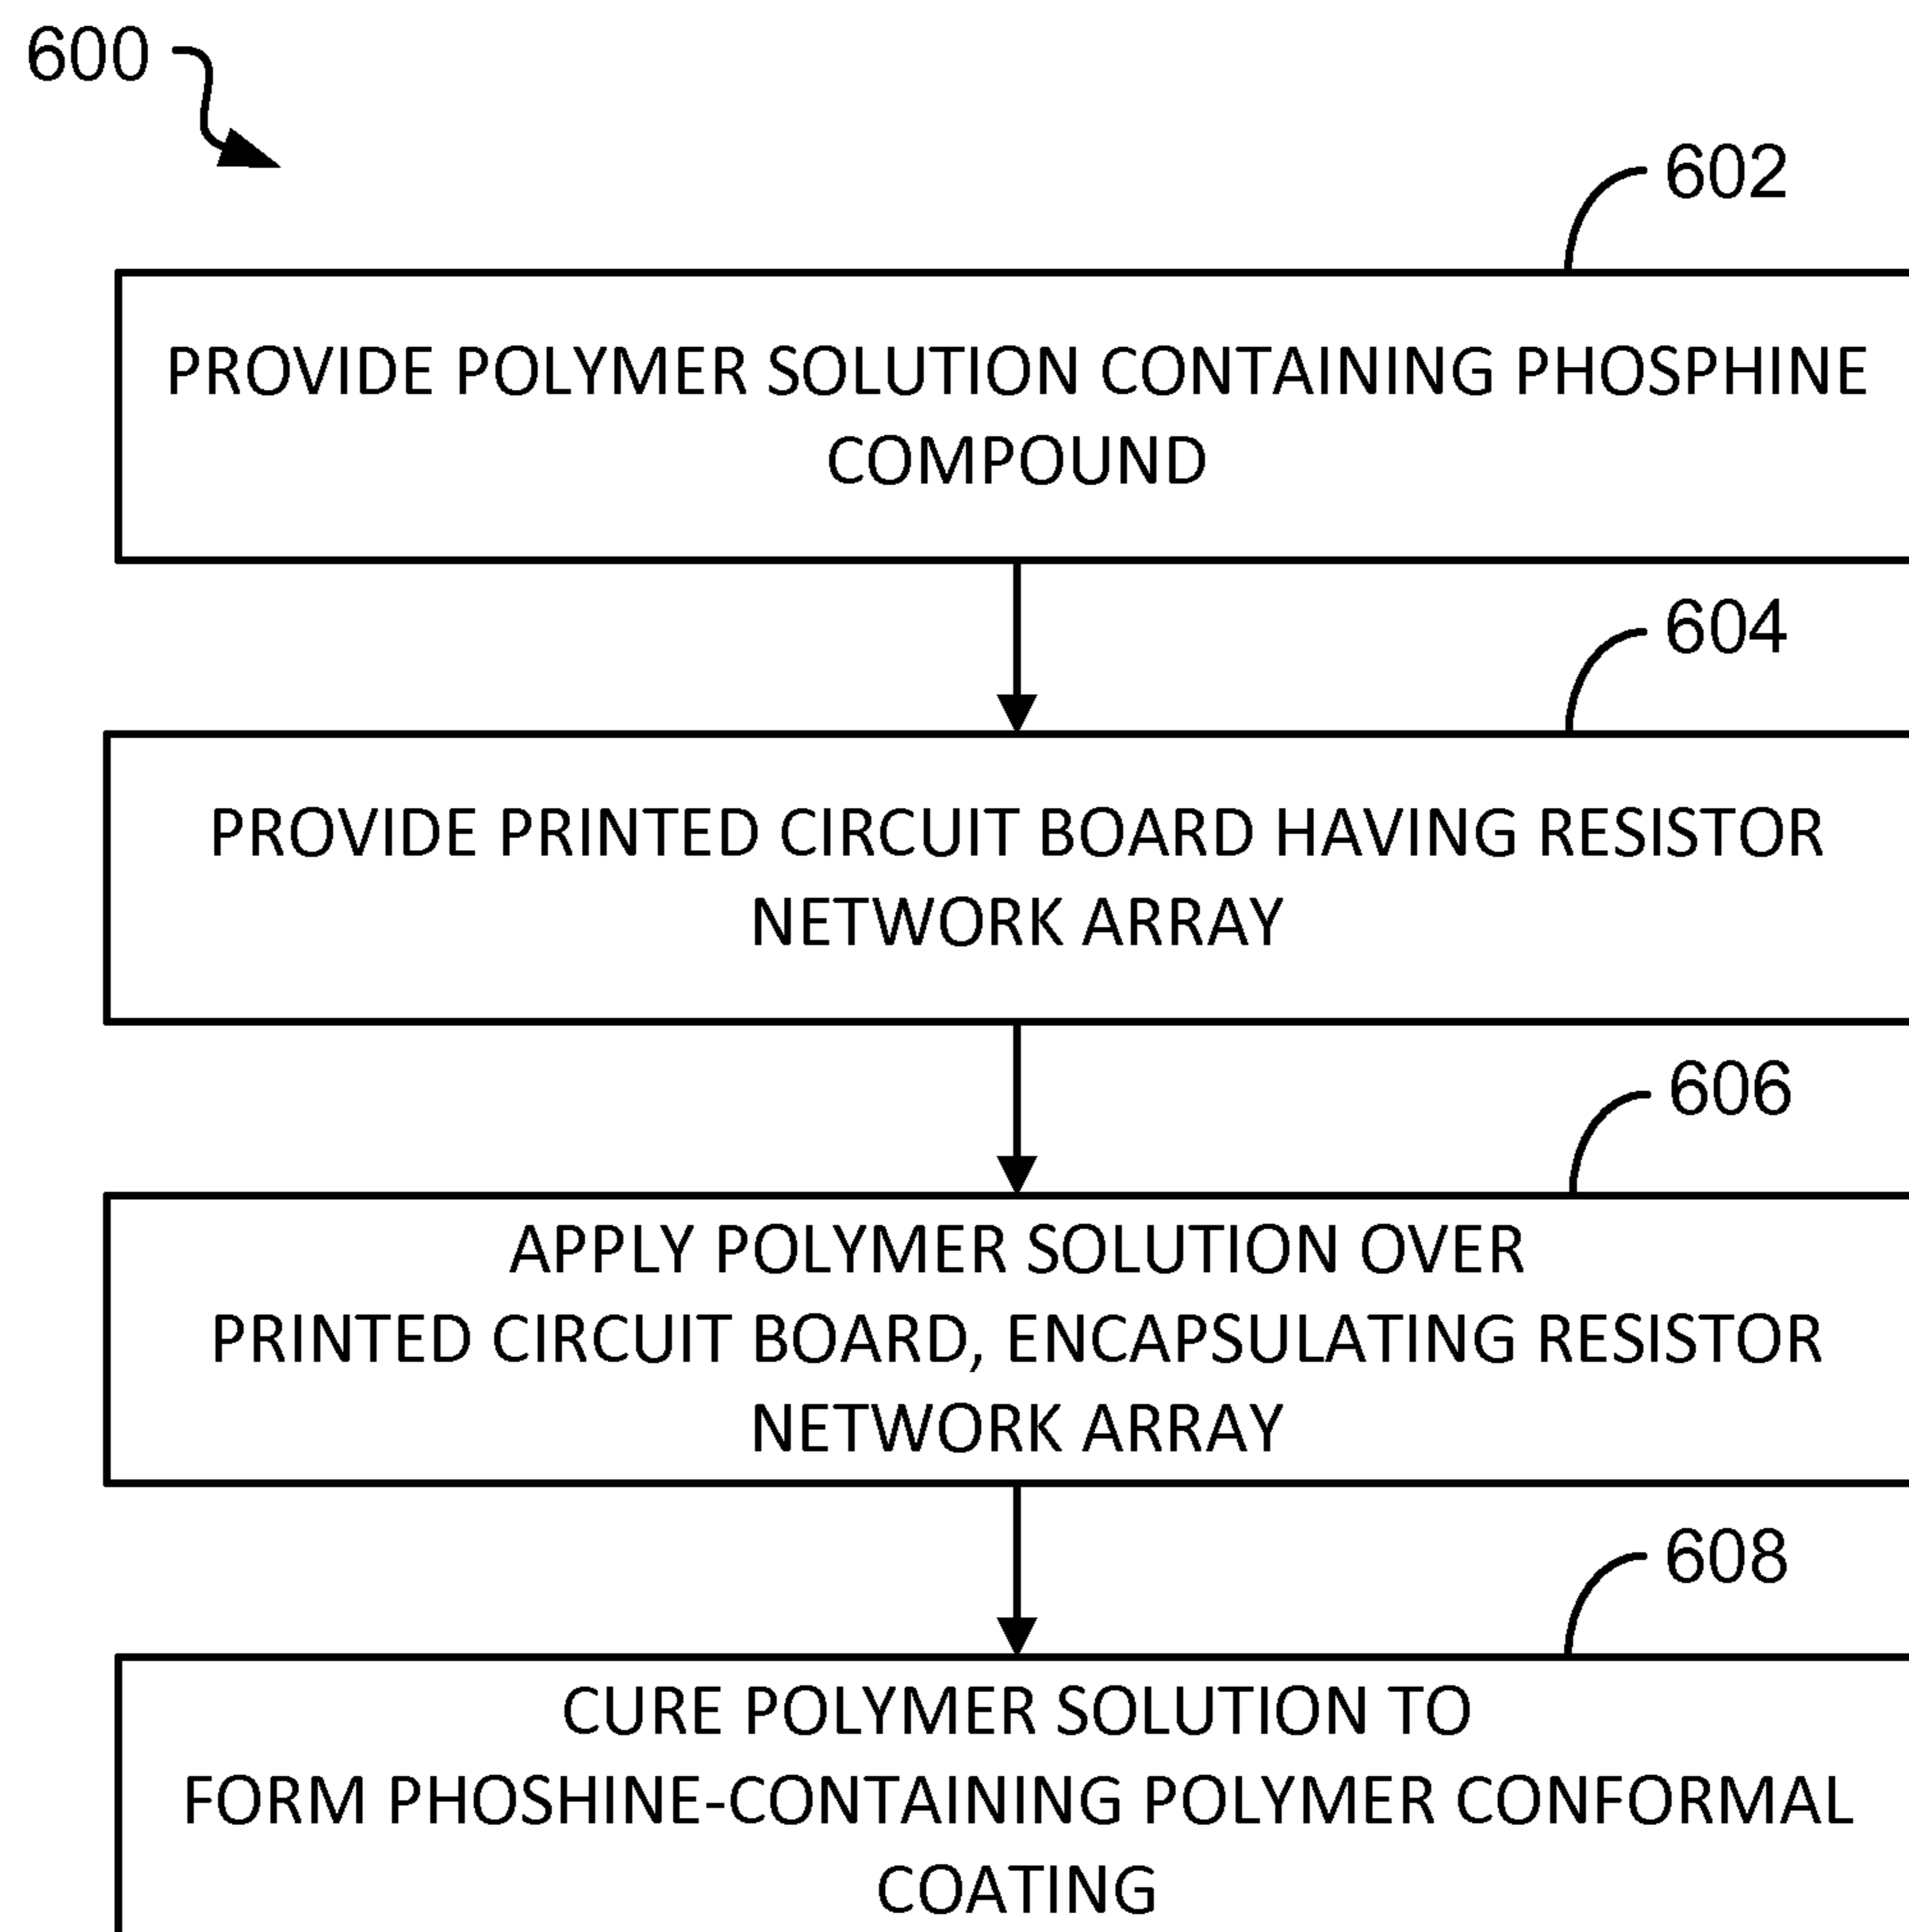 600
602
PROVIDE POLYMER SOLUTION CONTAINING PHOSPHINE
COMPOUND
604
PROVIDE PRINTED CIRCUIT BOARD HAVING RESISTOR
NETWORK ARRAY
606
APPLY POLYMER SOLUTION OVER
PRINTED CIRCUIT BOARD, ENCAPSULATING RESISTOR
NETWORK ARRAY
608
CURE POLYMER SOLUTION TO
FORM PHOSHINE-CONTAINING POLYMER CONFORMAL
COATING